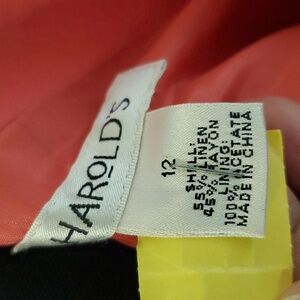 HAROLD'S
12
SHELL:
55% LINEN
45% RAYON
LINING:
100% ACETATE
MADE IN CHINA